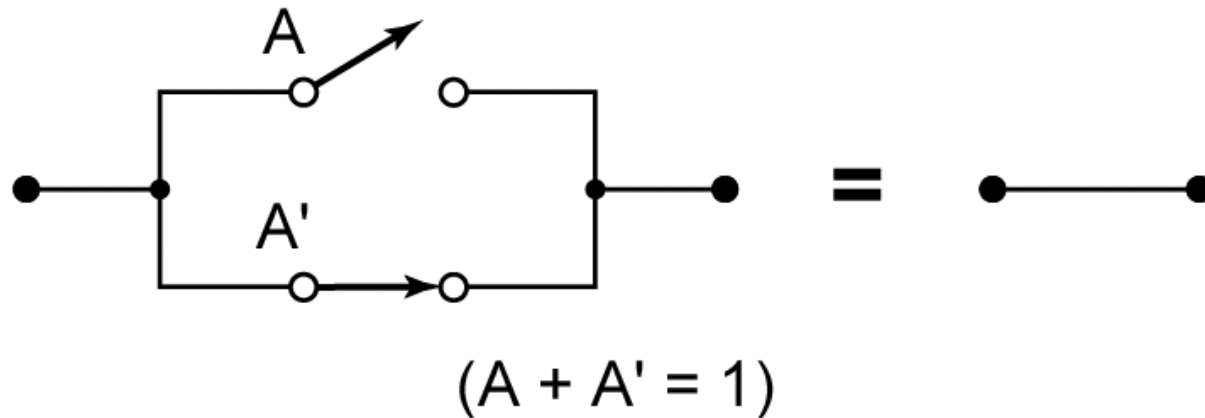 A
A'
=
(A + A' = 1)